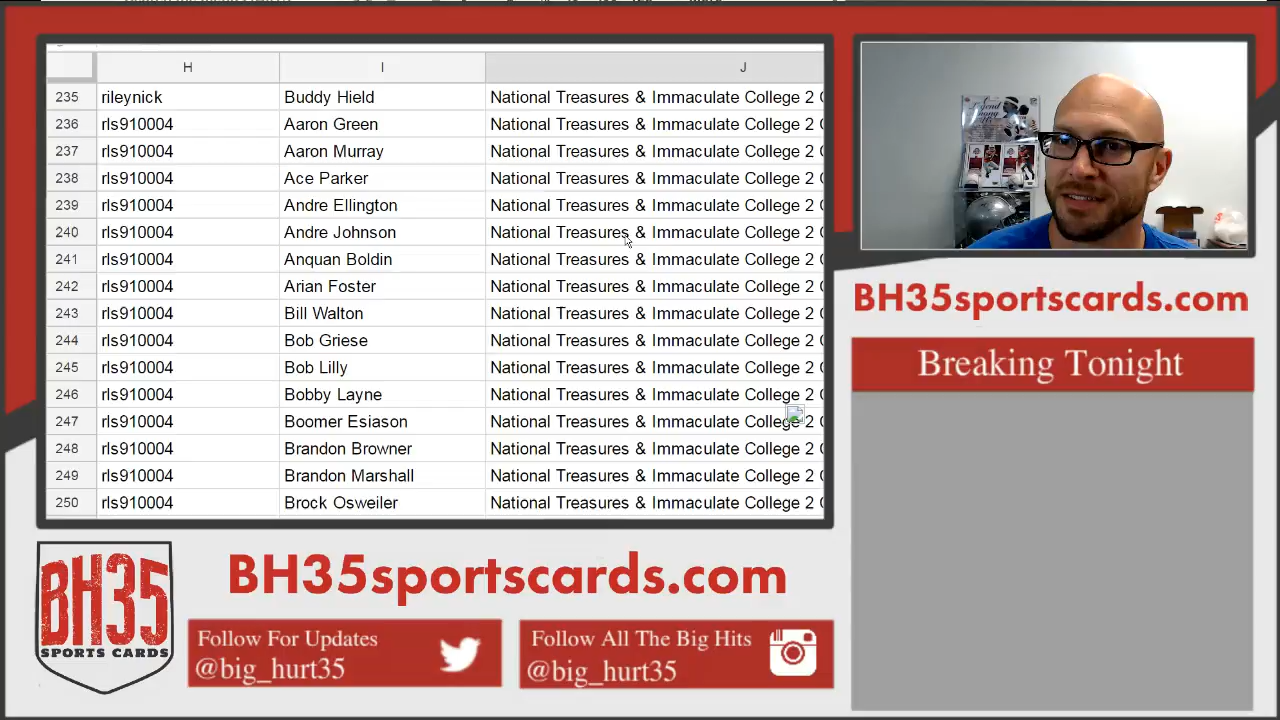 H I J
235 rileynick Buddy Hield National Treasures & Immaculate College 2
236 rls910004 Aaron Green National Treasures & Immaculate College 2
237 rls910004 Aaron Murray National Treasures & Immaculate College 2
238 rls910004 Ace Parker National Treasures & Immaculate College 2
239 rls910004 Andre Ellington National Treasures & Immaculate College 2
240 rls910004 Andre Johnson National Treasures & Immaculate College 2
241 rls910004 Anquan Boldin National Treasures & Immaculate College 2
242 rls910004 Arian Foster National Treasures & Immaculate College 2
243 rls910004 Bill Walton National Treasures & Immaculate College 2
244 rls910004 Bob Griese National Treasures & Immaculate College 2
245 rls910004 Bob Lilly National Treasures & Immaculate College 2
246 rls910004 Bobby Layne National Treasures & Immaculate College 2
247 rls910004 Boomer Esiason National Treasures & Immaculate College 2
248 rls910004 Brandon Browner National Treasures & Immaculate College 2
249 rls910004 Brandon Marshall National Treasures & Immaculate College 2
250 rls910004 Brock Osweiler National Treasures & Immaculate College 2
BH35sportscards.com
Breaking Tonight
BH35
SPORTS CARDS
BH35sportscards.com
Follow For Updates
@big_hurt35
Follow All The Big Hits
@big_hurt35